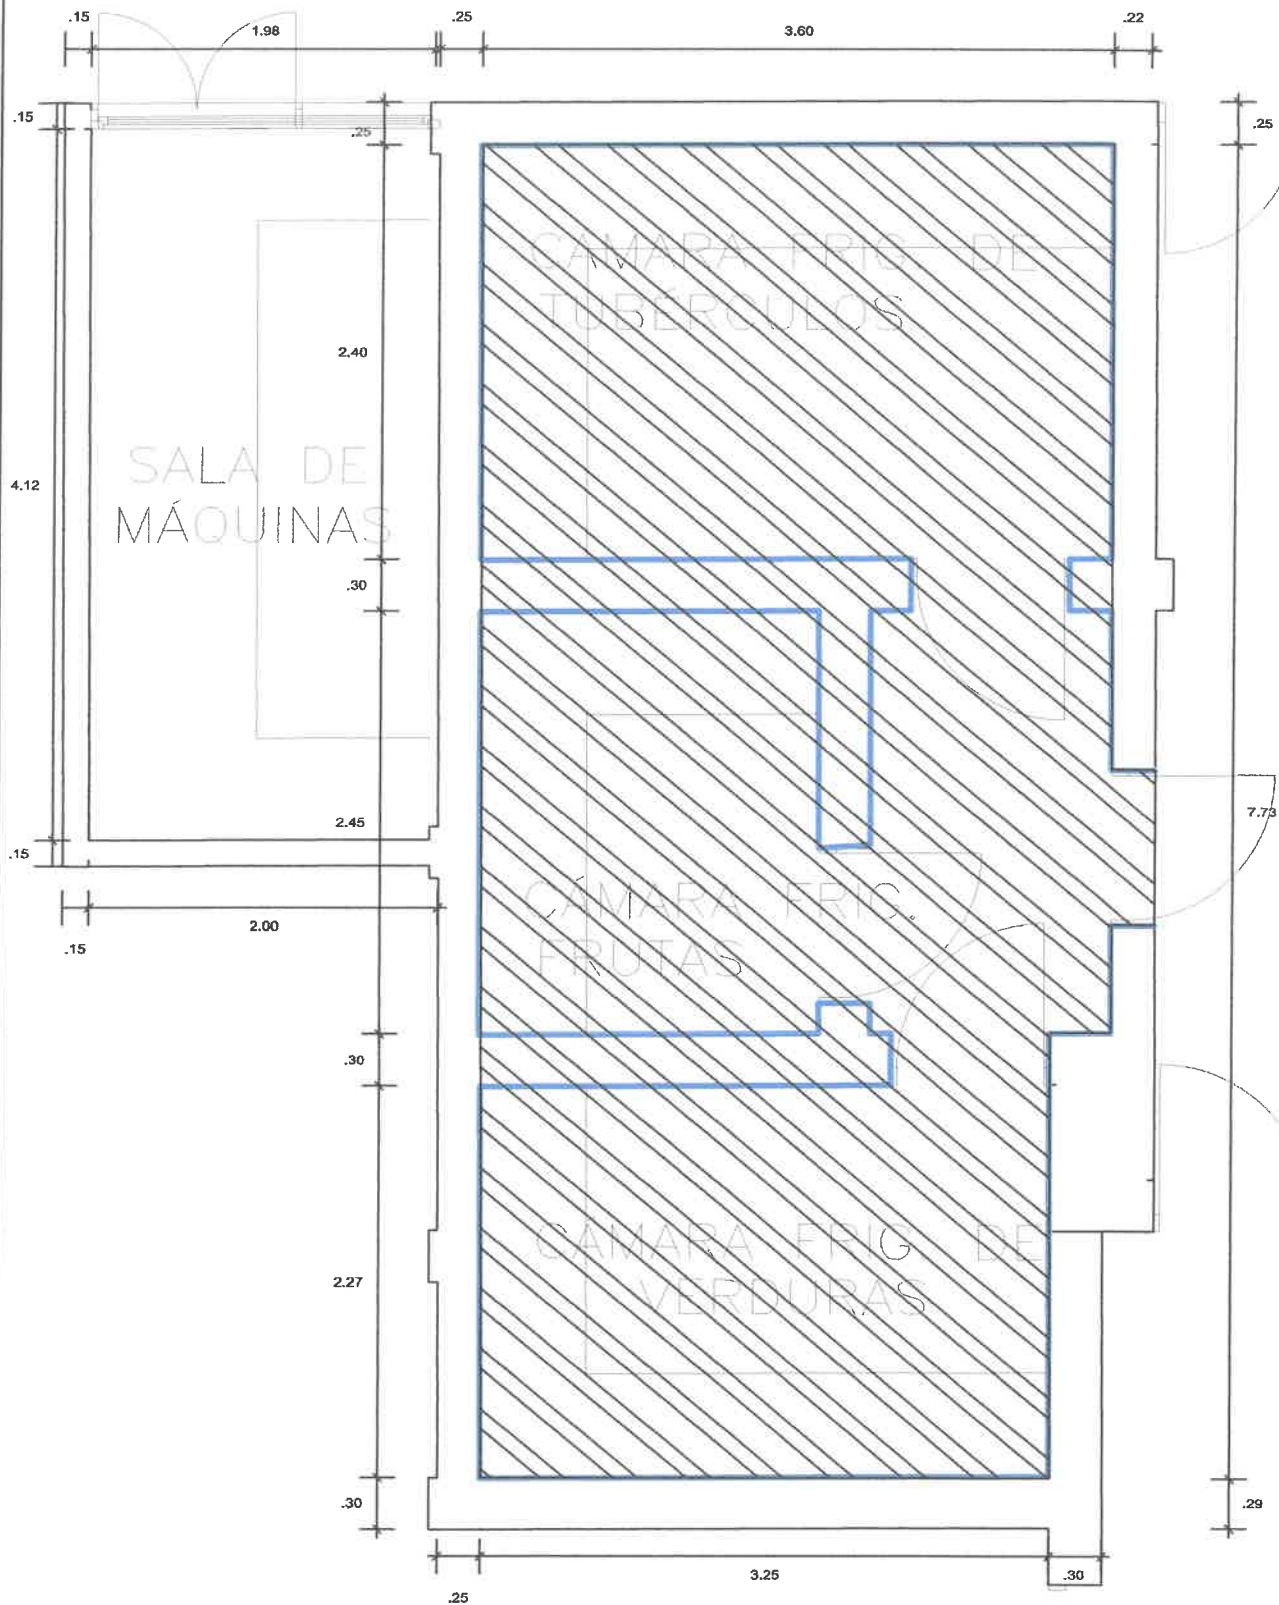 .15
1.98
.25
3.60
.22
.15
.25
.25
CAMARA FRIG. DE
TUBÉRCULOS
2.40
SALA DE
MÁQUINAS
4.12
.30
2.45
7.73
.15
CÁMARA FRIG.
FRUTAS
2.00
.15
.30
CAMARA FRIG. DE
VERDURAS
2.27
.30
.29
3.25
.30
.25